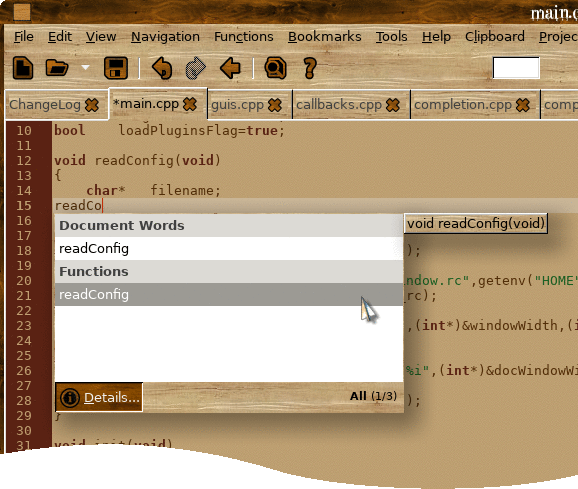 main.c
File Edit View Navigation Functions Bookmarks Tools Help Clipboard Projec
ChangeLog *main.cpp guis.cpp callbacks.cpp completion.cpp comp
10 bool loadPluginsFlag=true;
11
12 void readConfig(void)
13 {
14 char* filename;
15 readCo
16
Document Words
void readConfig(void)
17
readConfig
18 );
19
Functions
20 ndow.rc",getenv("HOME"
21 rc);
readConfig
22
23 ,(int*)&windowWidth,(i
24
25
26 %i",(int*)&docWindowWi
27
28 );
Details...
All (1/3)
29 }
30
31 void init(void)